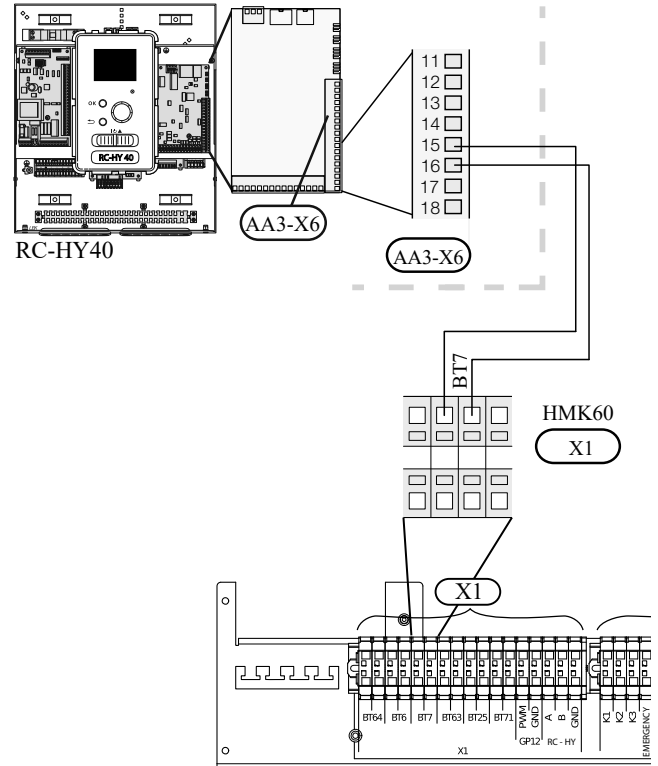 OK
RC-HY 40
LEK
RC-HY40
AA3-X6
11
12
13
14
15
16
17
18
AA3-X6
BT7
HMK60
X1
X1
BT64 BT6 BT7 BT63 BT25 BT71 PWM GND A B GND K1 K2 K3 EMERGENCY
GP12 RC - HY
X1